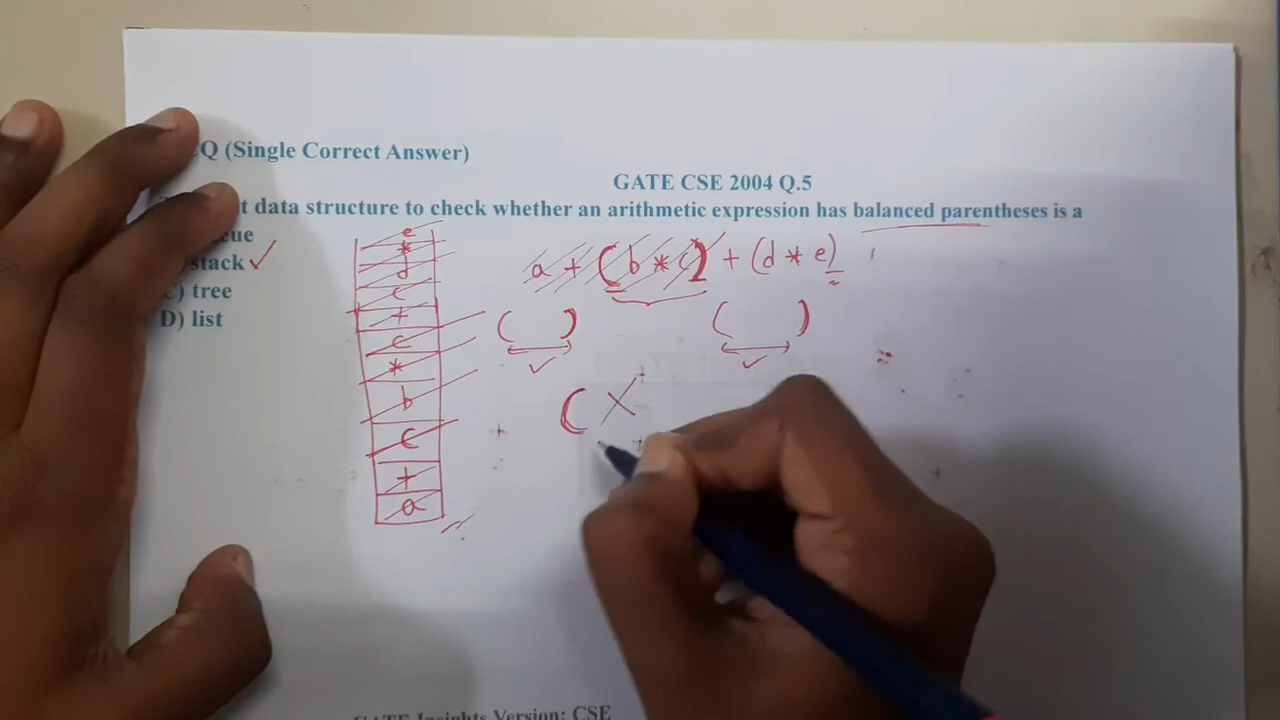 Q (Single Correct Answer)
GATE CSE 2004 Q.5
t data structure to check whether an arithmetic expression has balanced parentheses is a
eue
stack ✓
) tree
D) list
a + (b * c) + (d * e)
( ) ( )
✓ ✓
( X
e
*
d
(
+
c
*
b
(
+
a
GATE Insights Version: CSE